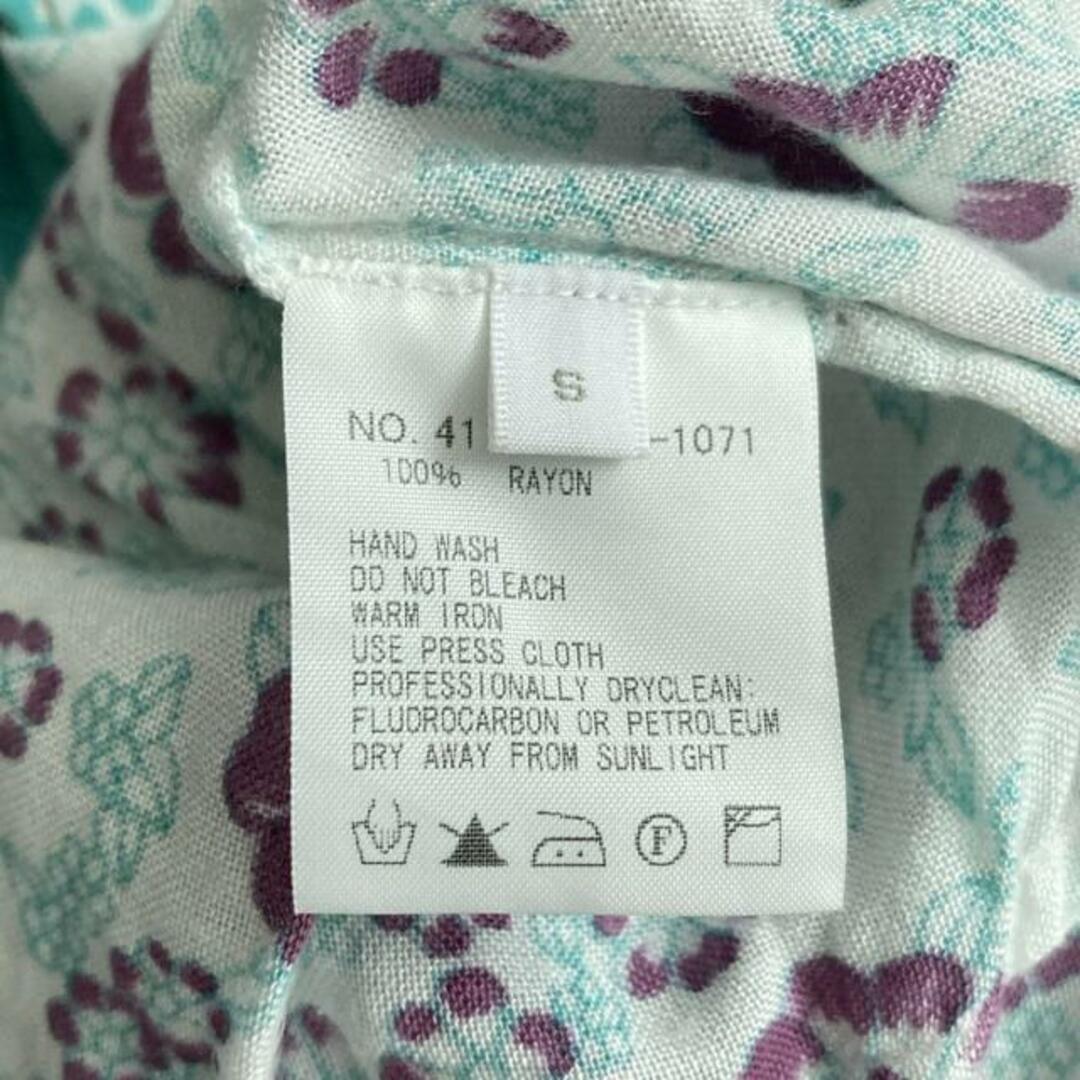 S
NO. 41 -1071
100% RAYON
HAND WASH
DO NOT BLEACH
WARM IRON
USE PRESS CLOTH
PROFESSIONALLY DRYCLEAN:
FLUOROCARBON OR PETROLEUM
DRY AWAY FROM SUNLIGHT
F